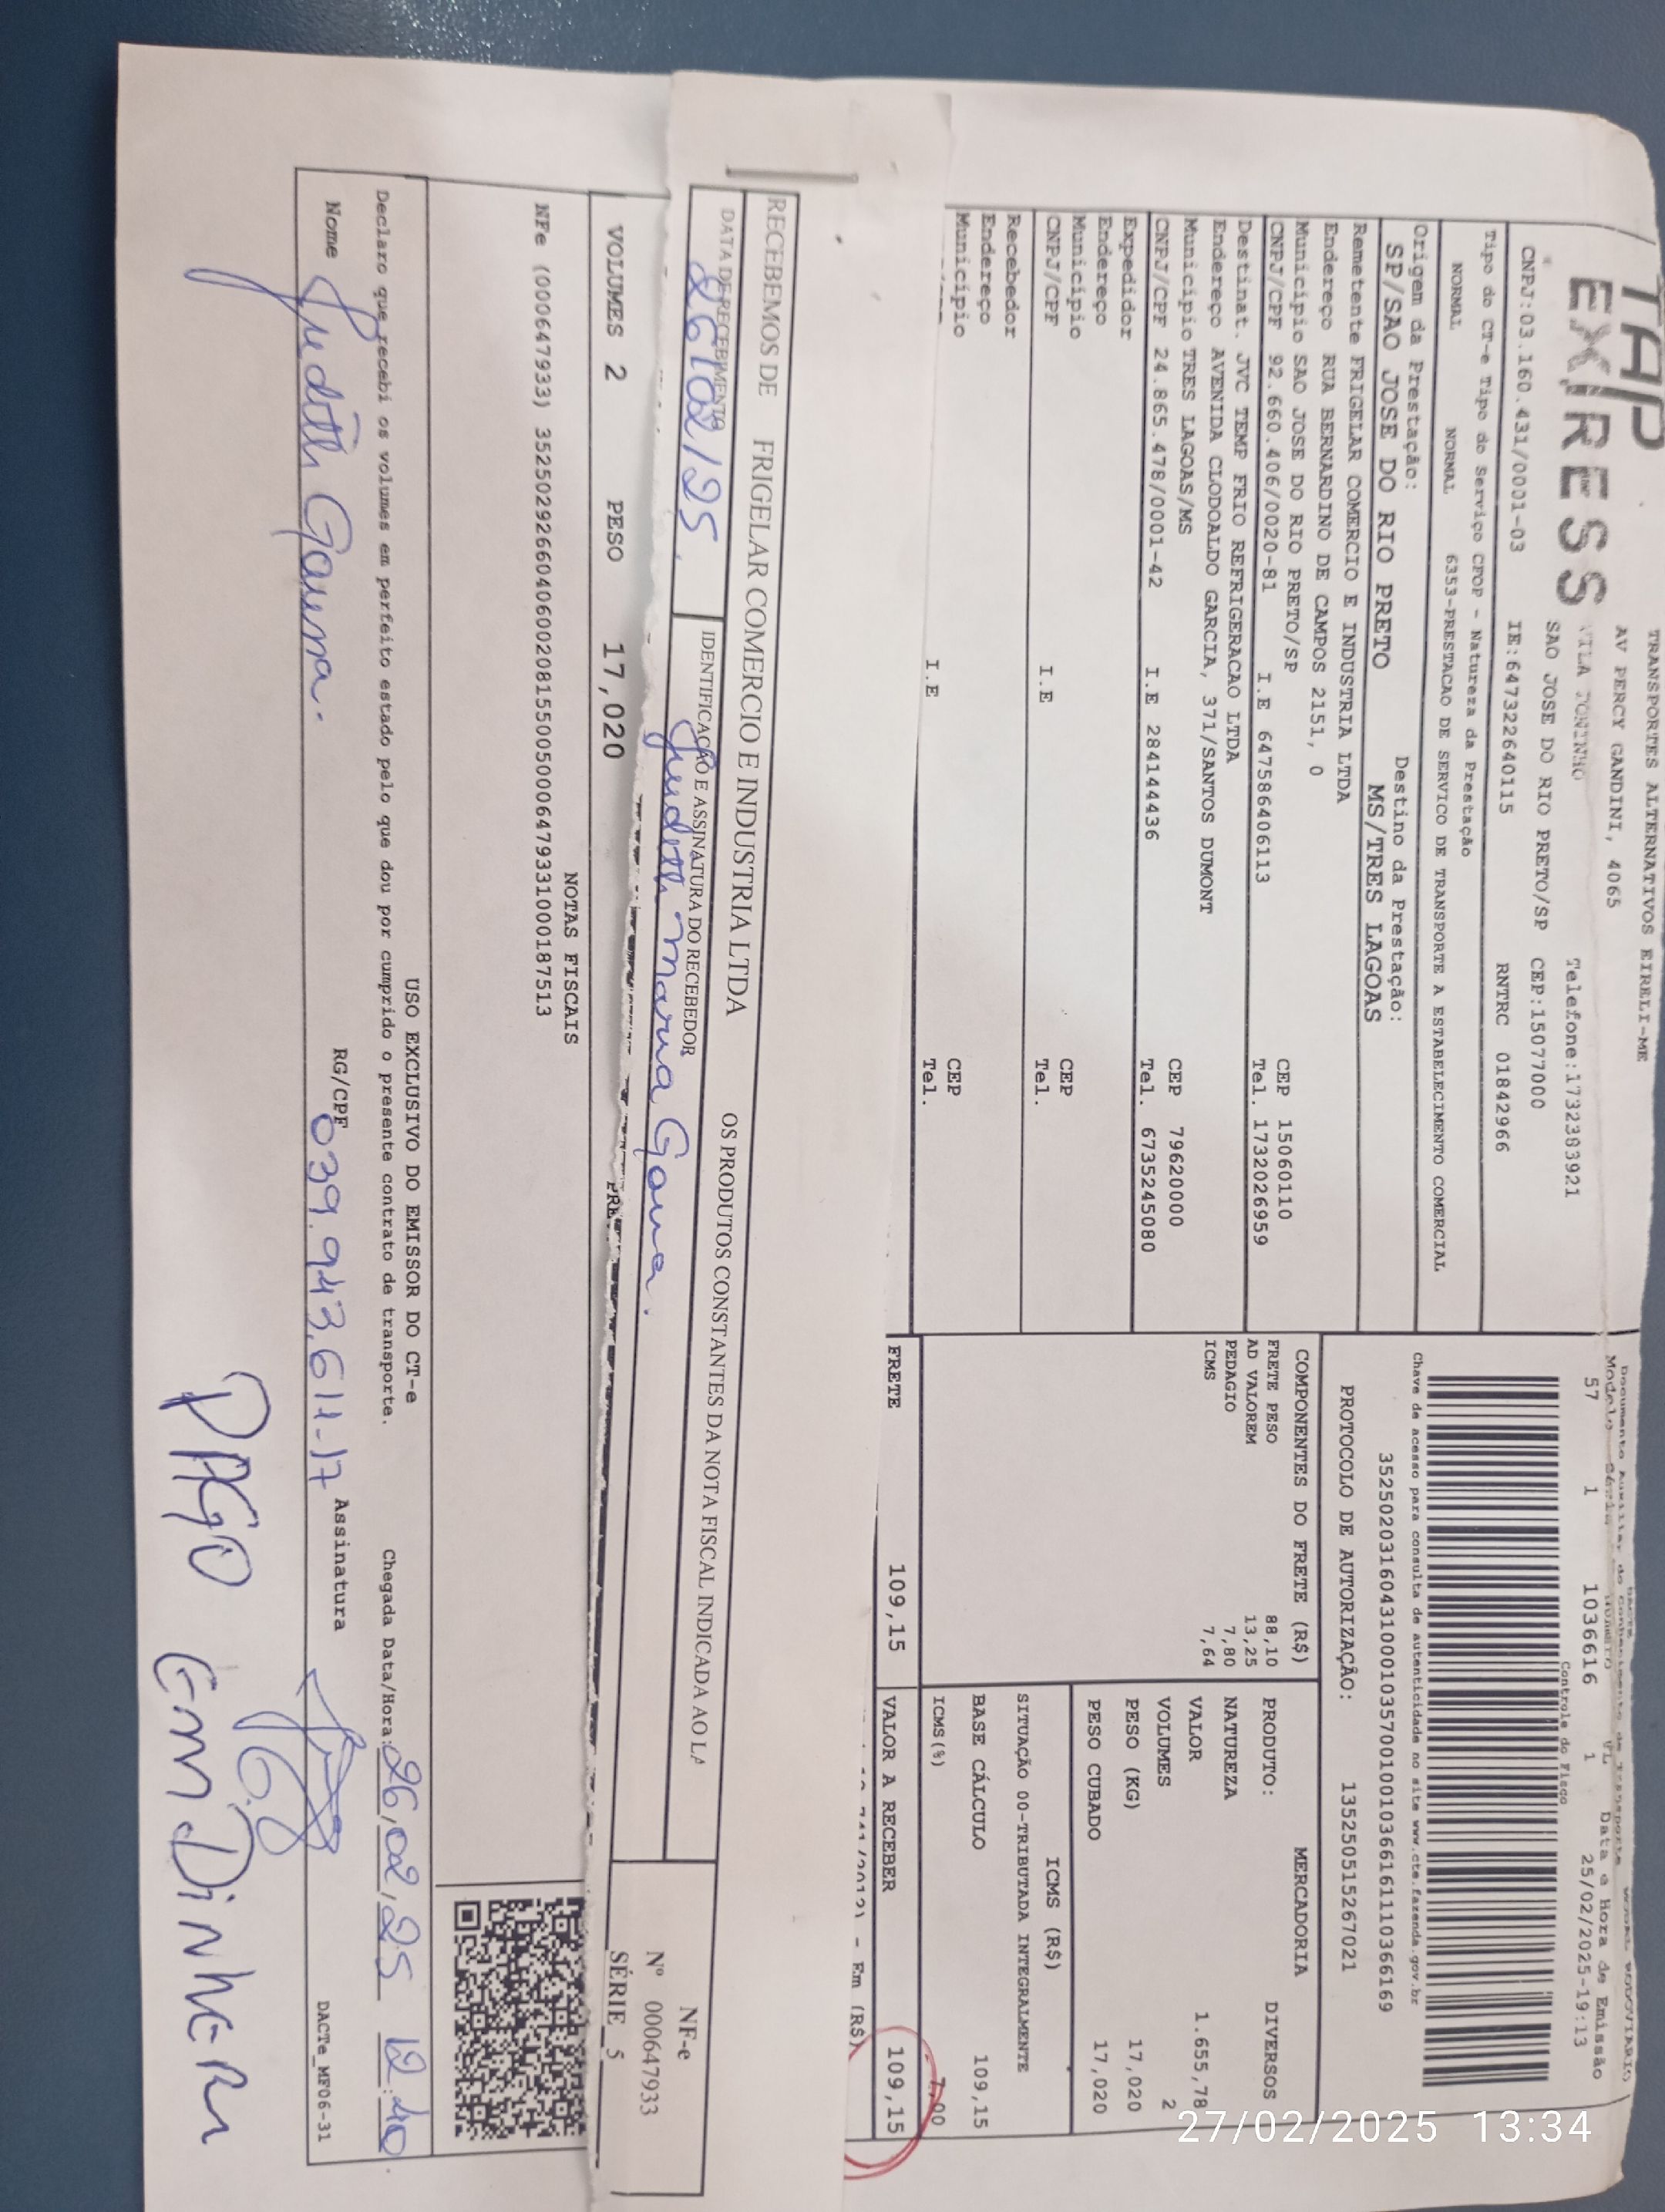 TAP
EXPRESS
TRANSPORTES ALTERNATIVOS EIRELI-ME
AV PERCY GANDINI, 4065
VILA TONINHO Telefone:1732383921
SAO JOSE DO RIO PRETO/SP CEP:15077000
CNPJ:03.160.431/0001-03 IE:647322640115 RNTRC 01842966
Tipo do CT-e Tipo do Serviço CFOP - Natureza da Prestação
NORMAL NORMAL 6353-PRESTACAO DE SERVICO DE TRANSPORTE A ESTABELECIMENTO COMERCIAL
Origem da Prestação: Destino da Prestação:
SP/SAO JOSE DO RIO PRETO MS/TRES LAGOAS
Remetente FRIGELAR COMERCIO E INDUSTRIA LTDA
Endereço RUA BERNARDINO DE CAMPOS 2151, 0
Município SAO JOSE DO RIO PRETO/SP CEP 15060110
CNPJ/CPF 92.660.406/0020-81 I.E 647586406113 Tel. 1732026959
Destinat. JVC TEMP FRIO REFRIGERACAO LTDA
Endereço AVENIDA CLODOALDO GARCIA, 371/SANTOS DUMONT
Município TRES LAGOAS/MS CEP 79620000
CNPJ/CPF 24.865.478/0001-42 I.E 284144436 Tel. 6735245080
Expedidor
Endereço
Município CEP
CNPJ/CPF I.E Tel.
Recebedor
Endereço
Município CEP
I.E Tel.
Data e Hora de Emissão
57 1 1036616 1 25/02/2025-19:13
Controle do Fisco
Chave de acesso para consulta de autenticidade no site www.cte.fazenda.gov.br
35250203160431000103570010010366161110366169
PROTOCOLO DE AUTORIZAÇÃO: 135250515267021
COMPONENTES DO FRETE (R$)
FRETE PESO 88,10
AD VALOREM 13,25
PEDAGIO 7,80
ICMS 7,64
MERCADORIA
PRODUTO: DIVERSOS
NATUREZA
VALOR 1.655,78
VOLUMES 2
PESO (KG) 17,020
PESO CUBADO 17,020
ICMS (R$)
SITUAÇÃO 00-TRIBUTADA INTEGRALMENTE
BASE CÁLCULO 109,15
ICMS(%) 7,00
FRETE 109,15 VALOR A RECEBER 109,15
- Em (R$)
RECEBEMOS DE FRIGELAR COMERCIO E INDUSTRIA LTDA OS PRODUTOS CONSTANTES DA NOTA FISCAL INDICADA AO LA
DATA DE RECEBIMENTO IDENTIFICAÇÃO E ASSINATURA DO RECEBEDOR
26/02/25.
NF-e
Nº 000647933
SÉRIE 5
VOLUMES 2 PESO 17,020
NOTAS FISCAIS
NFe (000647933) 35250292660406002081550050006479331000187513
USO EXCLUSIVO DO EMISSOR DO CT-e
Declaro que recebi os volumes em perfeito estado pelo que dou por cumprido o presente contrato de transporte. Chegada Data/Hora: 26/02/25 12:40
Nome RG/CPF 039.943.611-17 Assinatura DACTe_MF06-31
PAGO Em DinheR
27/02/2025 13:34